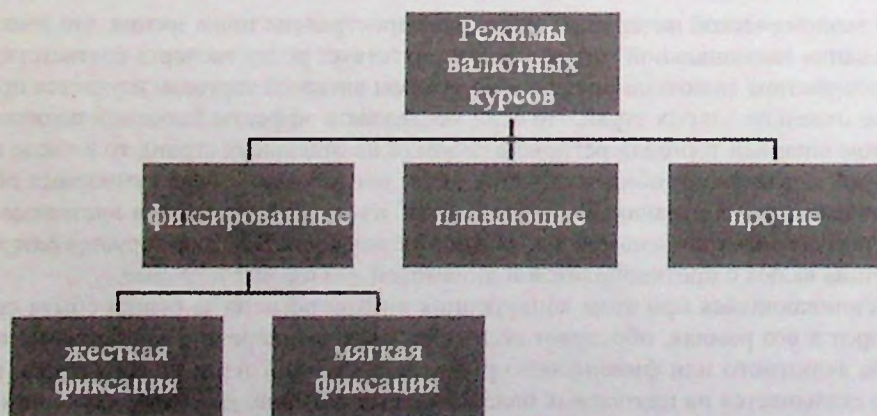 Режимы
валютных
курсов
фиксированные
плавающие
прочие
жесткая
фиксация
мягкая
фиксация